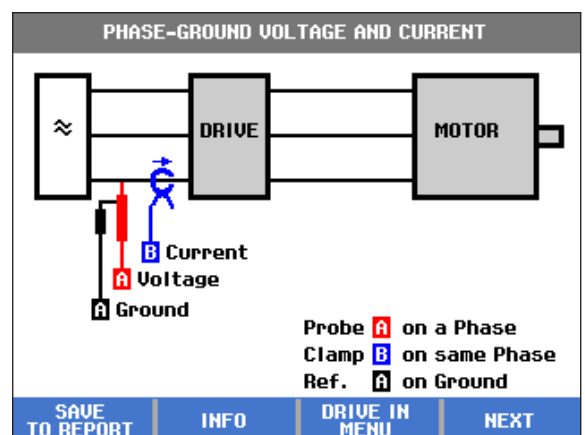 PHASE-GROUND VOLTAGE AND CURRENT
≈
DRIVE
MOTOR
B Current
A Voltage
A Ground
Probe A on a Phase
Clamp B on same Phase
Ref. A on Ground
SAVE
TO REPORT
INFO
DRIVE IN
MENU
NEXT